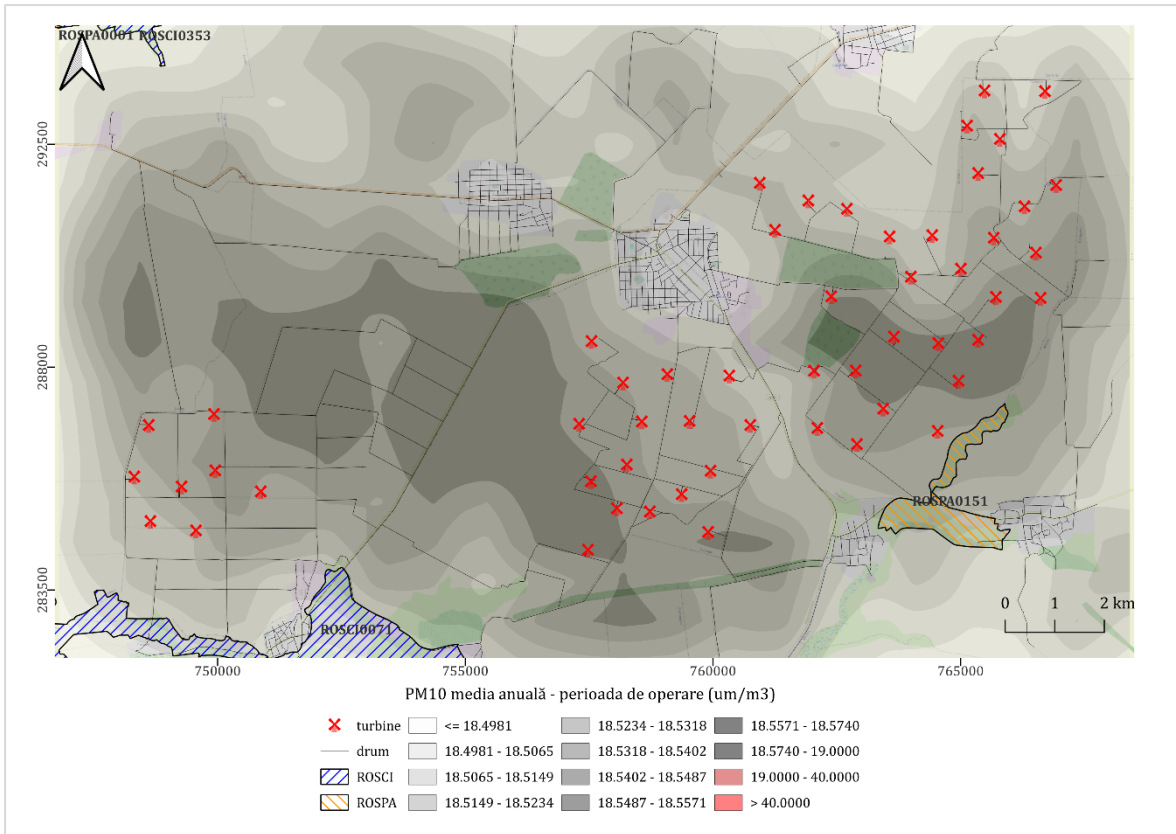 ROSPA0001 ROSCI0353
292500
288000
283500
ROSPA0151
ROSCI0071
0 1 2 km
750000 755000 760000 765000
PM10 media anuală - perioada de operare (um/m3)
turbine <= 18.4981 18.5234 - 18.5318 18.5571 - 18.5740
drum 18.4981 - 18.5065 18.5318 - 18.5402 18.5740 - 19.0000
ROSCI 18.5065 - 18.5149 18.5402 - 18.5487 19.0000 - 40.0000
ROSPA 18.5149 - 18.5234 18.5487 - 18.5571 > 40.0000